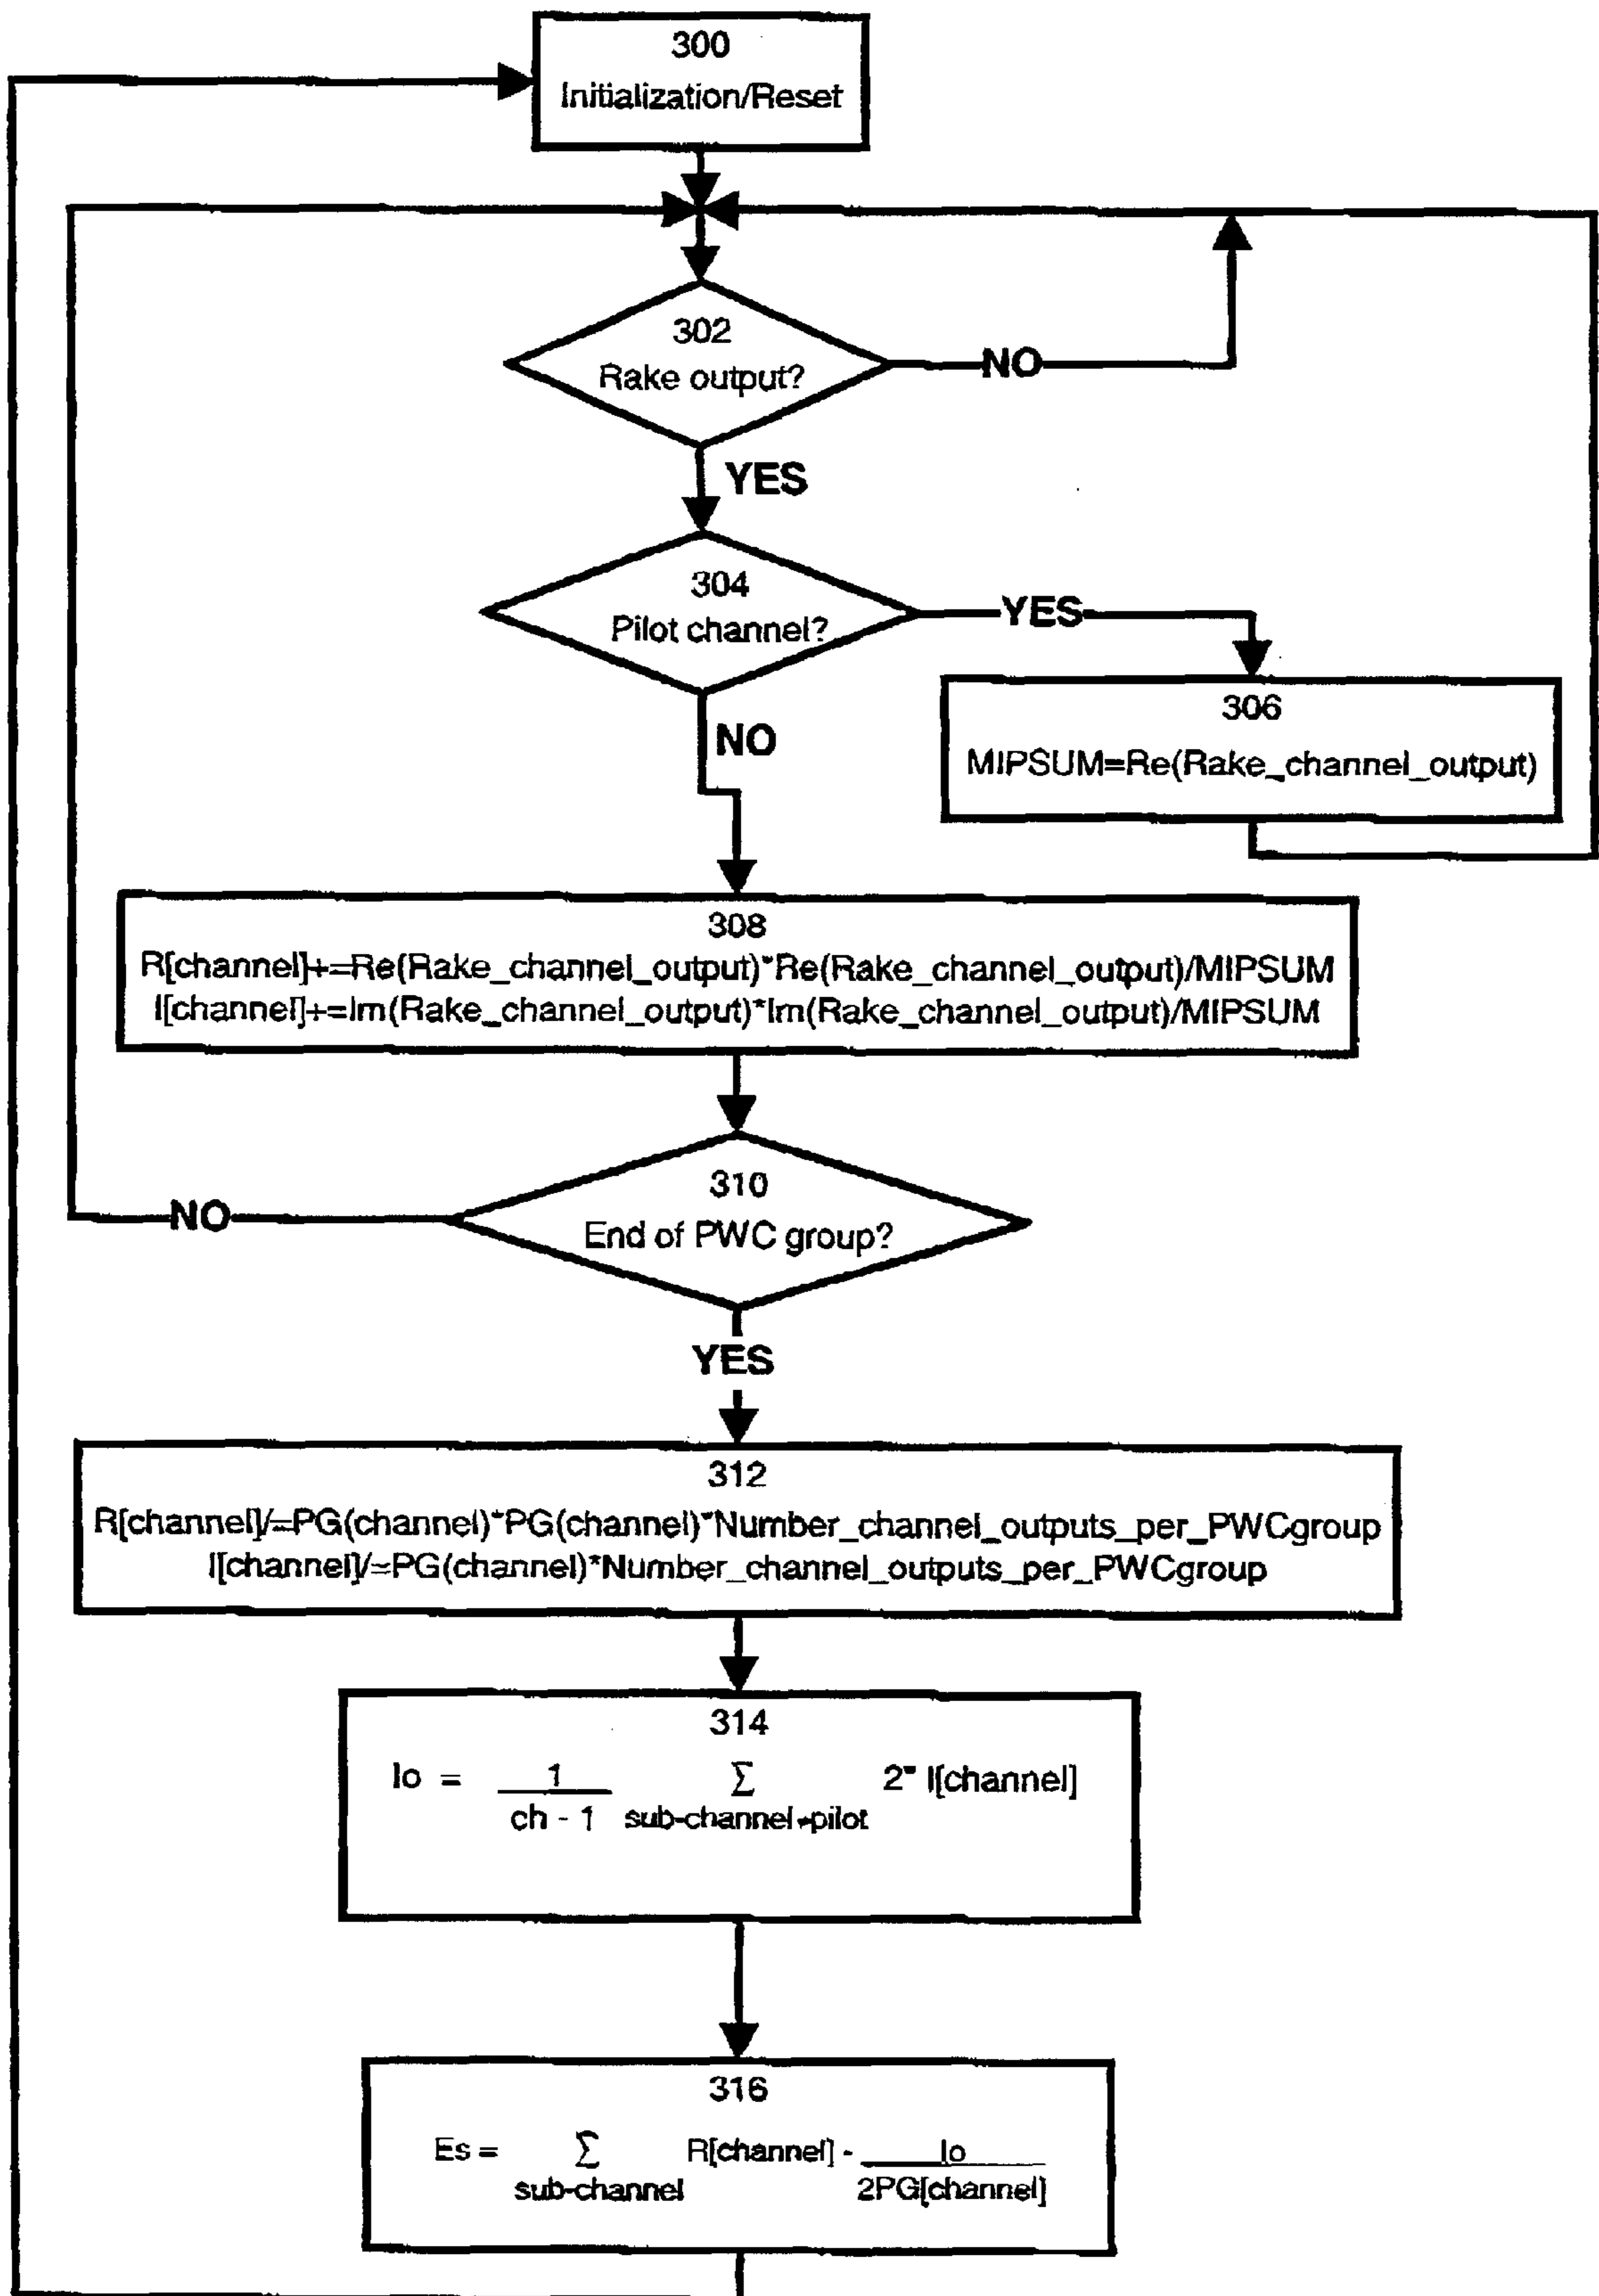 300
Initialization/Reset
302
Rake output?
NO
YES
304
Pilot channel?
YES
NO
306
MIPSUM=Re(Rake_channel_output)
308
R[channel]+=Re(Rake_channel_output)*Re(Rake_channel_output)/MIPSUM
I[channel]+=Im(Rake_channel_output)*Im(Rake_channel_output)/MIPSUM
310
End of PWC group?
NO
YES
312
R[channel]/=PG(channel)*PG(channel)*Number_channel_outputs_per_PWCgroup
I[channel]/=PG(channel)*Number_channel_outputs_per_PWCgroup
314
Io = 1 Σ 2* I[channel]
ch - 1 sub-channel≠pilot
316
Es = Σ R[channel] - Io
sub-channel 2PG[channel]